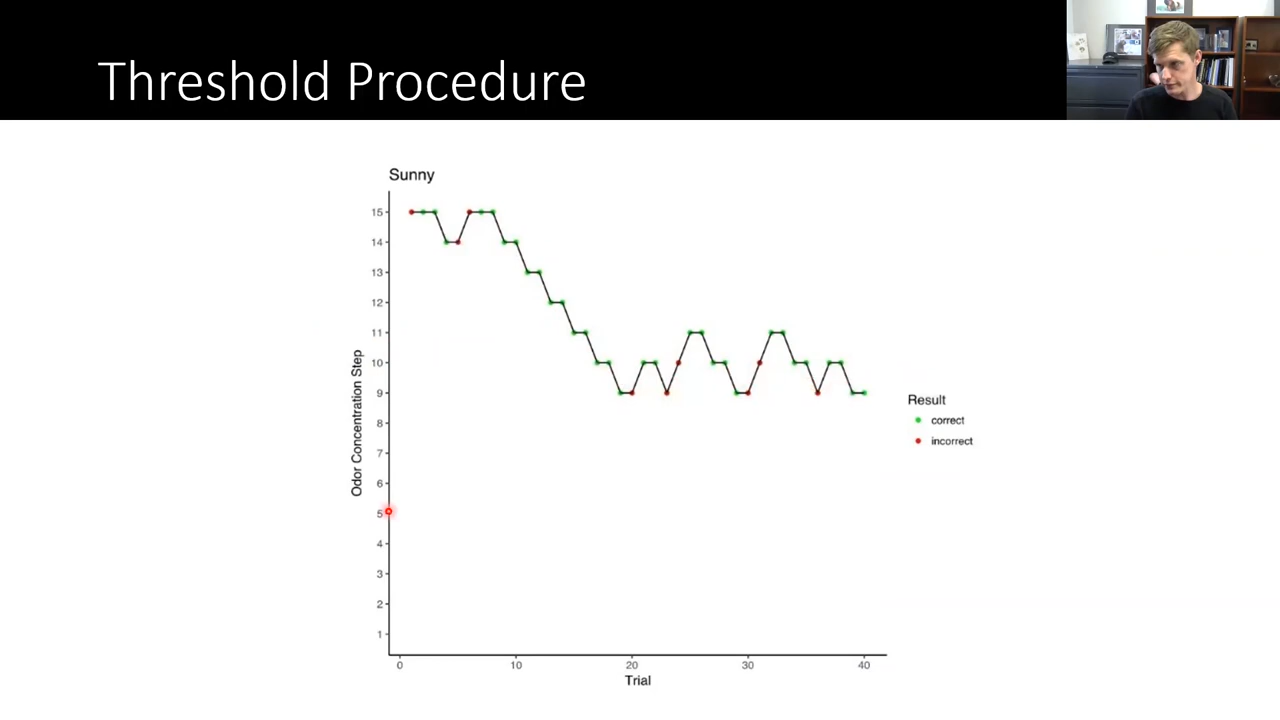 Threshold Procedure
Sunny
15
14
13
12
11
10
9
8
7
6
5
4
3
2
1
Odor Concentration Step
0 10 20 30 40
Trial
Result
correct
incorrect